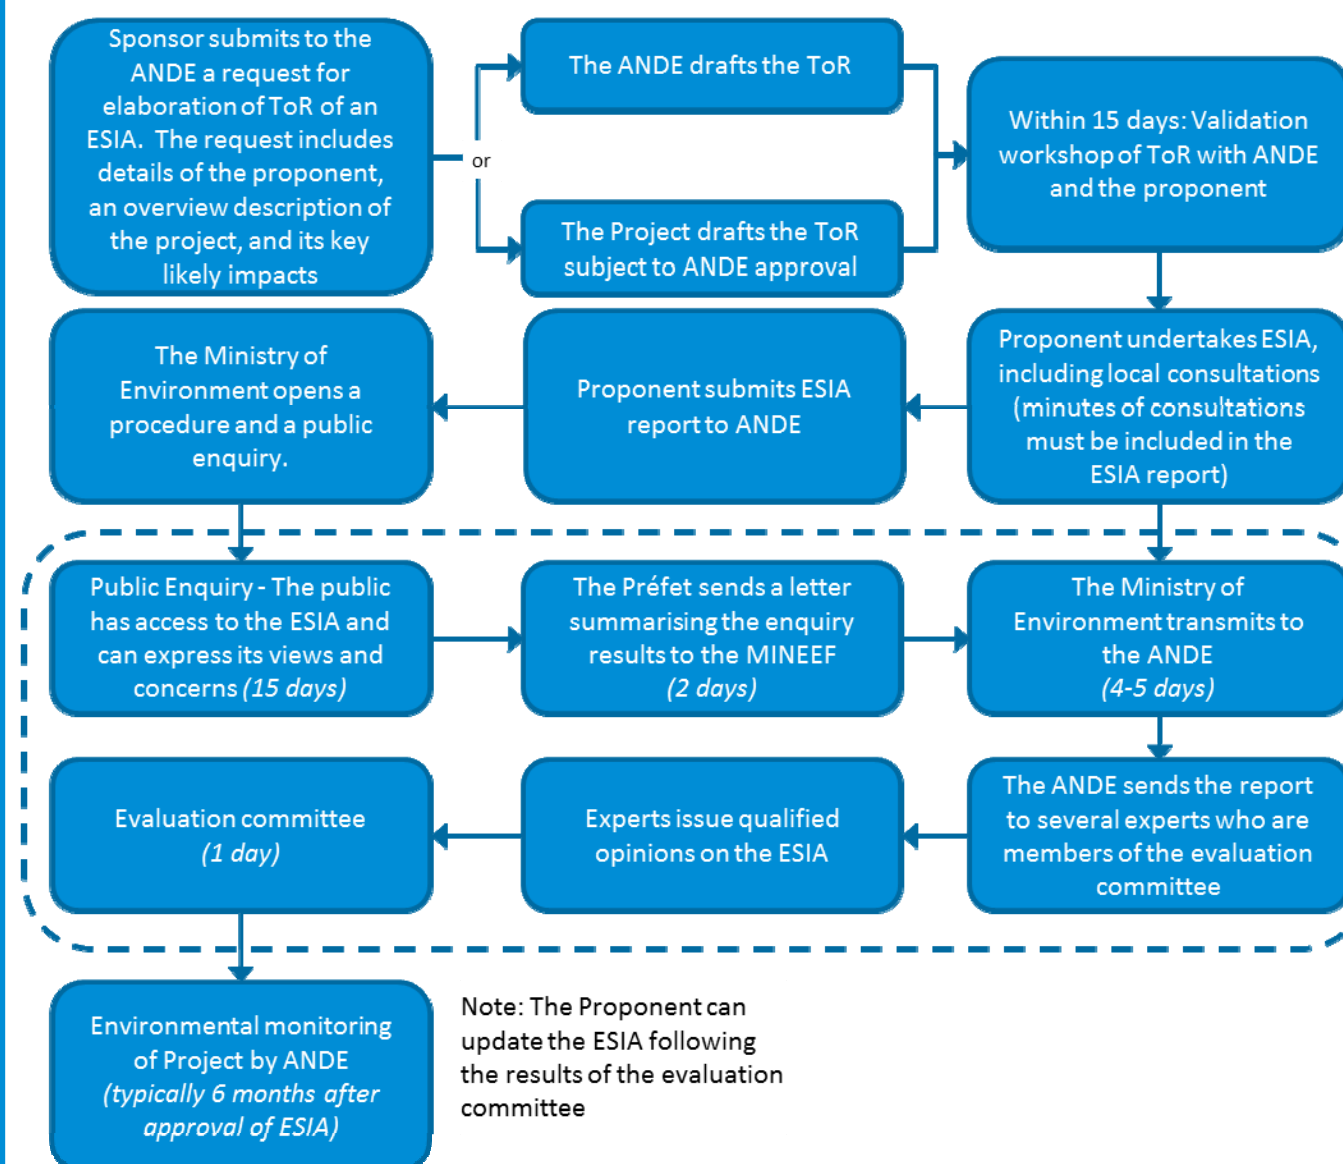 Sponsor submits to the
ANDE a request for
elaboration of ToR of an
ESIA. The request includes
details of the proponent,
an overview description of
the project, and its key
likely impacts
or
The ANDE drafts the ToR
The Project drafts the ToR
subject to ANDE approval
Within 15 days: Validation
workshop of ToR with ANDE
and the proponent
Proponent undertakes ESIA,
including local consultations
(minutes of consultations
must be included in the
ESIA report)
Proponent submits ESIA
report to ANDE
The Ministry of
Environment opens a
procedure and a public
enquiry.
Public Enquiry - The public
has access to the ESIA and
can express its views and
concerns (15 days)
The Préfet sends a letter
summarising the enquiry
results to the MINEEF
(2 days)
The Ministry of
Environment transmits to
the ANDE
(4-5 days)
The ANDE sends the report
to several experts who are
members of the evaluation
committee
Experts issue qualified
opinions on the ESIA
Evaluation committee
(1 day)
Environmental monitoring
of Project by ANDE
(typically 6 months after
approval of ESIA)
Note: The Proponent can
update the ESIA following
the results of the evaluation
committee